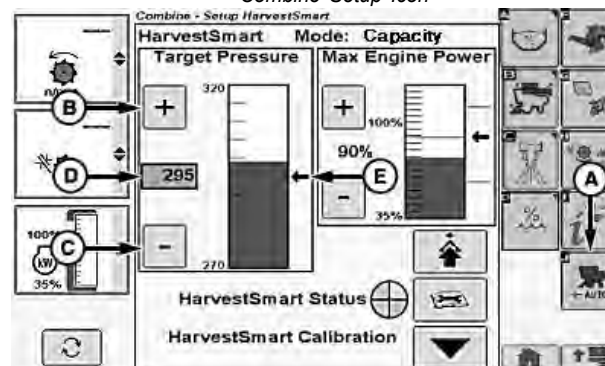 Combine - Setup HarvestSmart
HarvestSmart Mode: Capacity
Target Pressure
Max Engine Power
B
+
320
+
100%
90%
D
295
E
A
-
-
35%
C
100%
kW
35%
270
HarvestSmart Status
HarvestSmart Calibration
AUTO